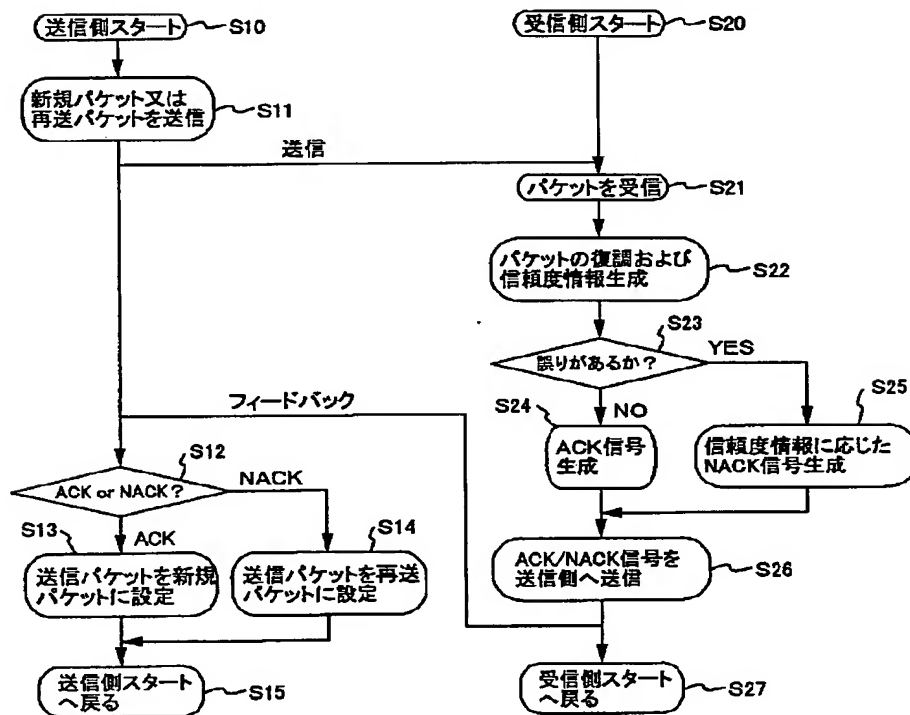 送信側スタート
S10
新規パケット又は
再送パケットを送信
S11
送信
フィードバック
S12
ACK or NACK?
NACK
ACK
S13
送信パケットを新規
パケットに設定
S14
送信パケットを再送
パケットに設定
送信側スタート
へ戻る
S15
受信側スタート
S20
パケットを受信
S21
パケットの復調および
信頼度情報生成
S22
S23
誤りがあるか?
YES
NO
S24
ACK信号
生成
S25
信頼度情報に応じた
NACK信号生成
ACK/NACK信号を
送信側へ送信
S26
受信側スタート
へ戻る
S27